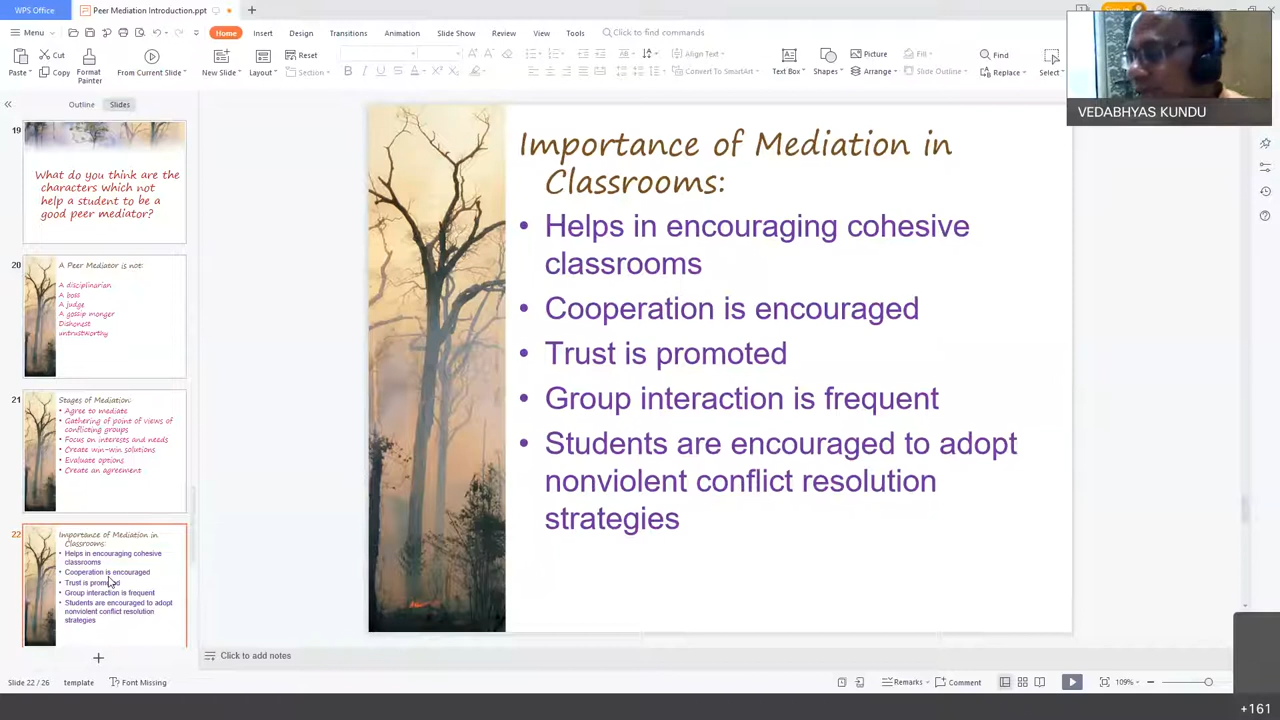 WPS Office
Peer Mediation Introduction.ppt
Menu
Home
Insert
Design
Transitions
Animation
Slide Show
Review
View
Tools
Click to find commands
Paste
Cut
Copy
Format
Painter
From Current Slide
New Slide
Layout
Reset
Section
Align Text
Convert To SmartArt
Text Box
Shapes
Picture
Arrange
Fill
Slide Outline
Find
Replace
Select
VEDABHYAS KUNDU
Outline
Slides
19
What do you think are the
characters which not
help a student to be a
good peer mediator?
20
A Peer Mediator is not:
A disciplinarian
A boss
A judge
A gossip monger
Dishonest
untrustworthy
21
Stages of Mediation:
• Agree to mediate
• Gathering of point of views of
conflicting groups
• Focus on interests and needs
• Create win-win solutions
• Evaluate options
• Create an agreement
22
Importance of Mediation in
Classrooms:
• Helps in encouraging cohesive
classrooms
• Cooperation is encouraged
• Trust is promoted
• Group interaction is frequent
• Students are encouraged to adopt
nonviolent conflict resolution
strategies
Importance of Mediation in
Classrooms:
• Helps in encouraging cohesive
classrooms
• Cooperation is encouraged
• Trust is promoted
• Group interaction is frequent
• Students are encouraged to adopt
nonviolent conflict resolution
strategies
Click to add notes
Slide 22 / 26
template
Font Missing
Remarks
Comment
109%
+161